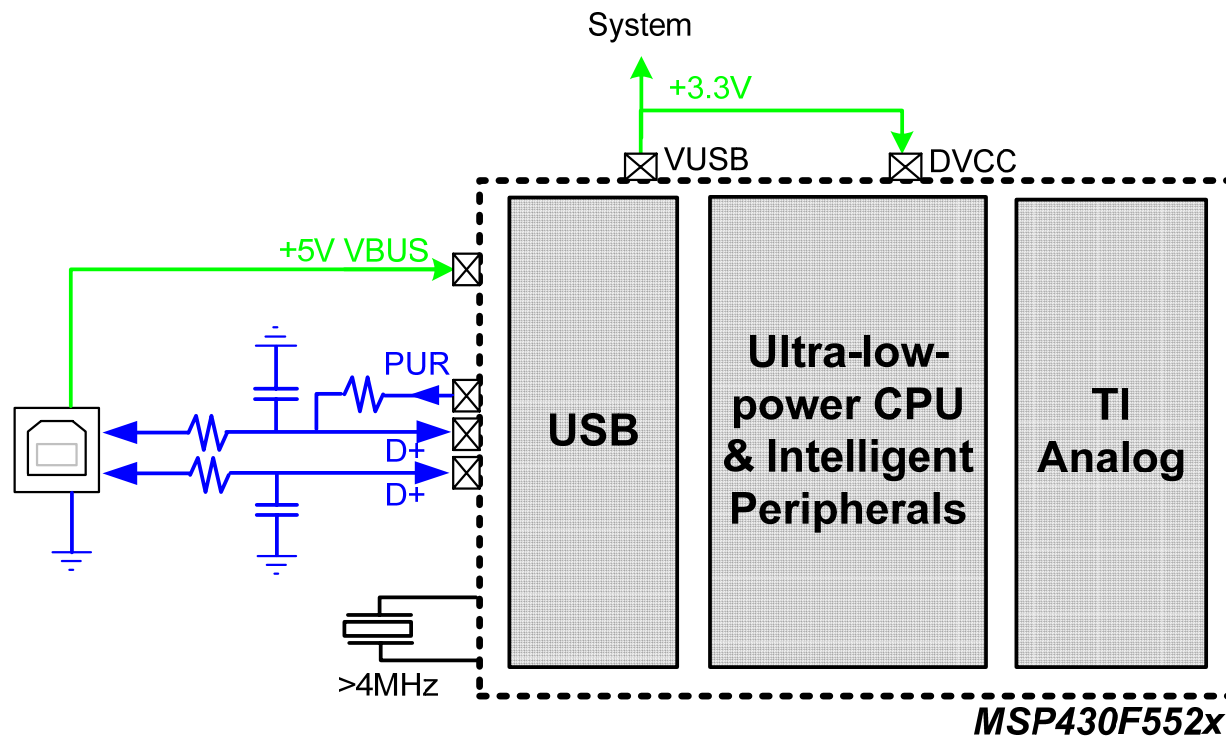 System
+3.3V
VUSB
DVCC
+5V VBUS
PUR
D+
D+
USB
Ultra-low-
power CPU
& Intelligent
Peripherals
TI
Analog
>4MHz
MSP430F552x